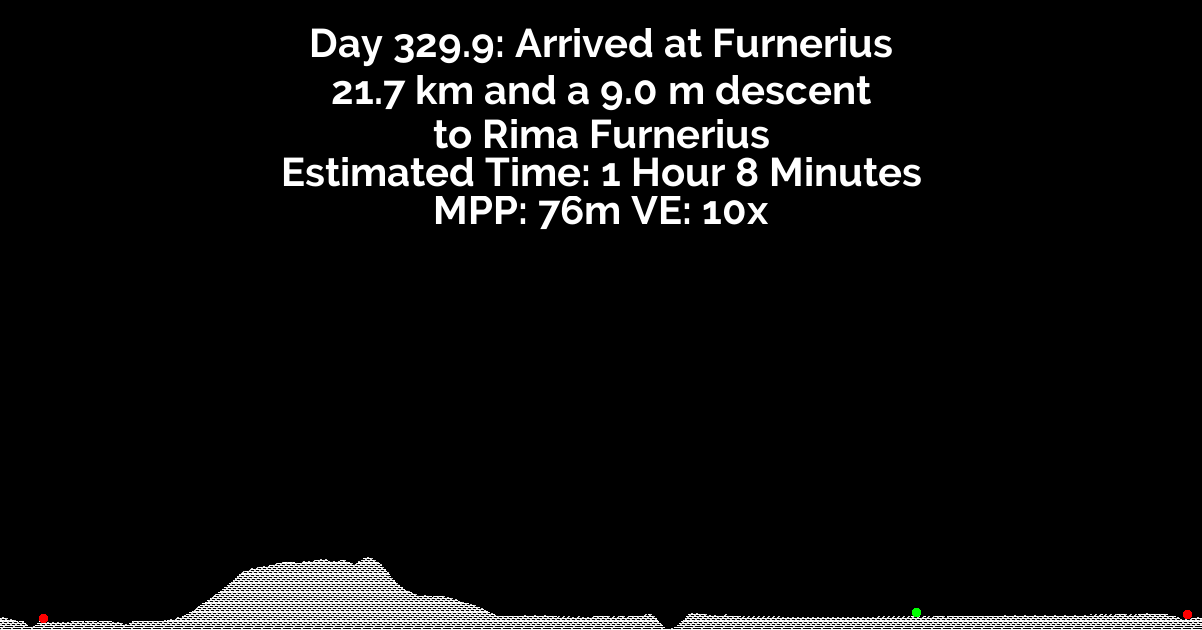 Day 329.9: Arrived at Furnerius
21.7 km and a 9.0 m descent
to Rima Furnerius
Estimated Time: 1 Hour 8 Minutes
MPP: 76m VE: 10x